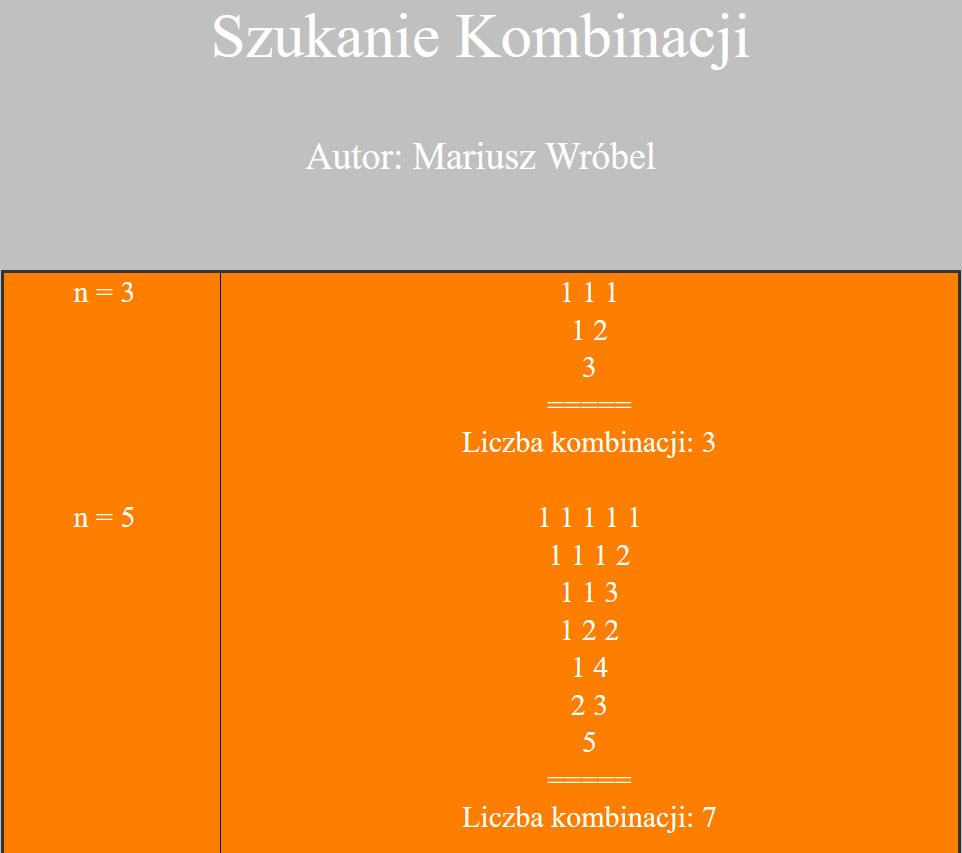 Szukanie Kombinacji
Autor: Mariusz Wróbel
n = 3
1 1 1
1 2
3
=====
Liczba kombinacji: 3
n = 5
1 1 1 1 1
1 1 1 2
1 1 3
1 2 2
1 4
2 3
5
=====
Liczba kombinacji: 7